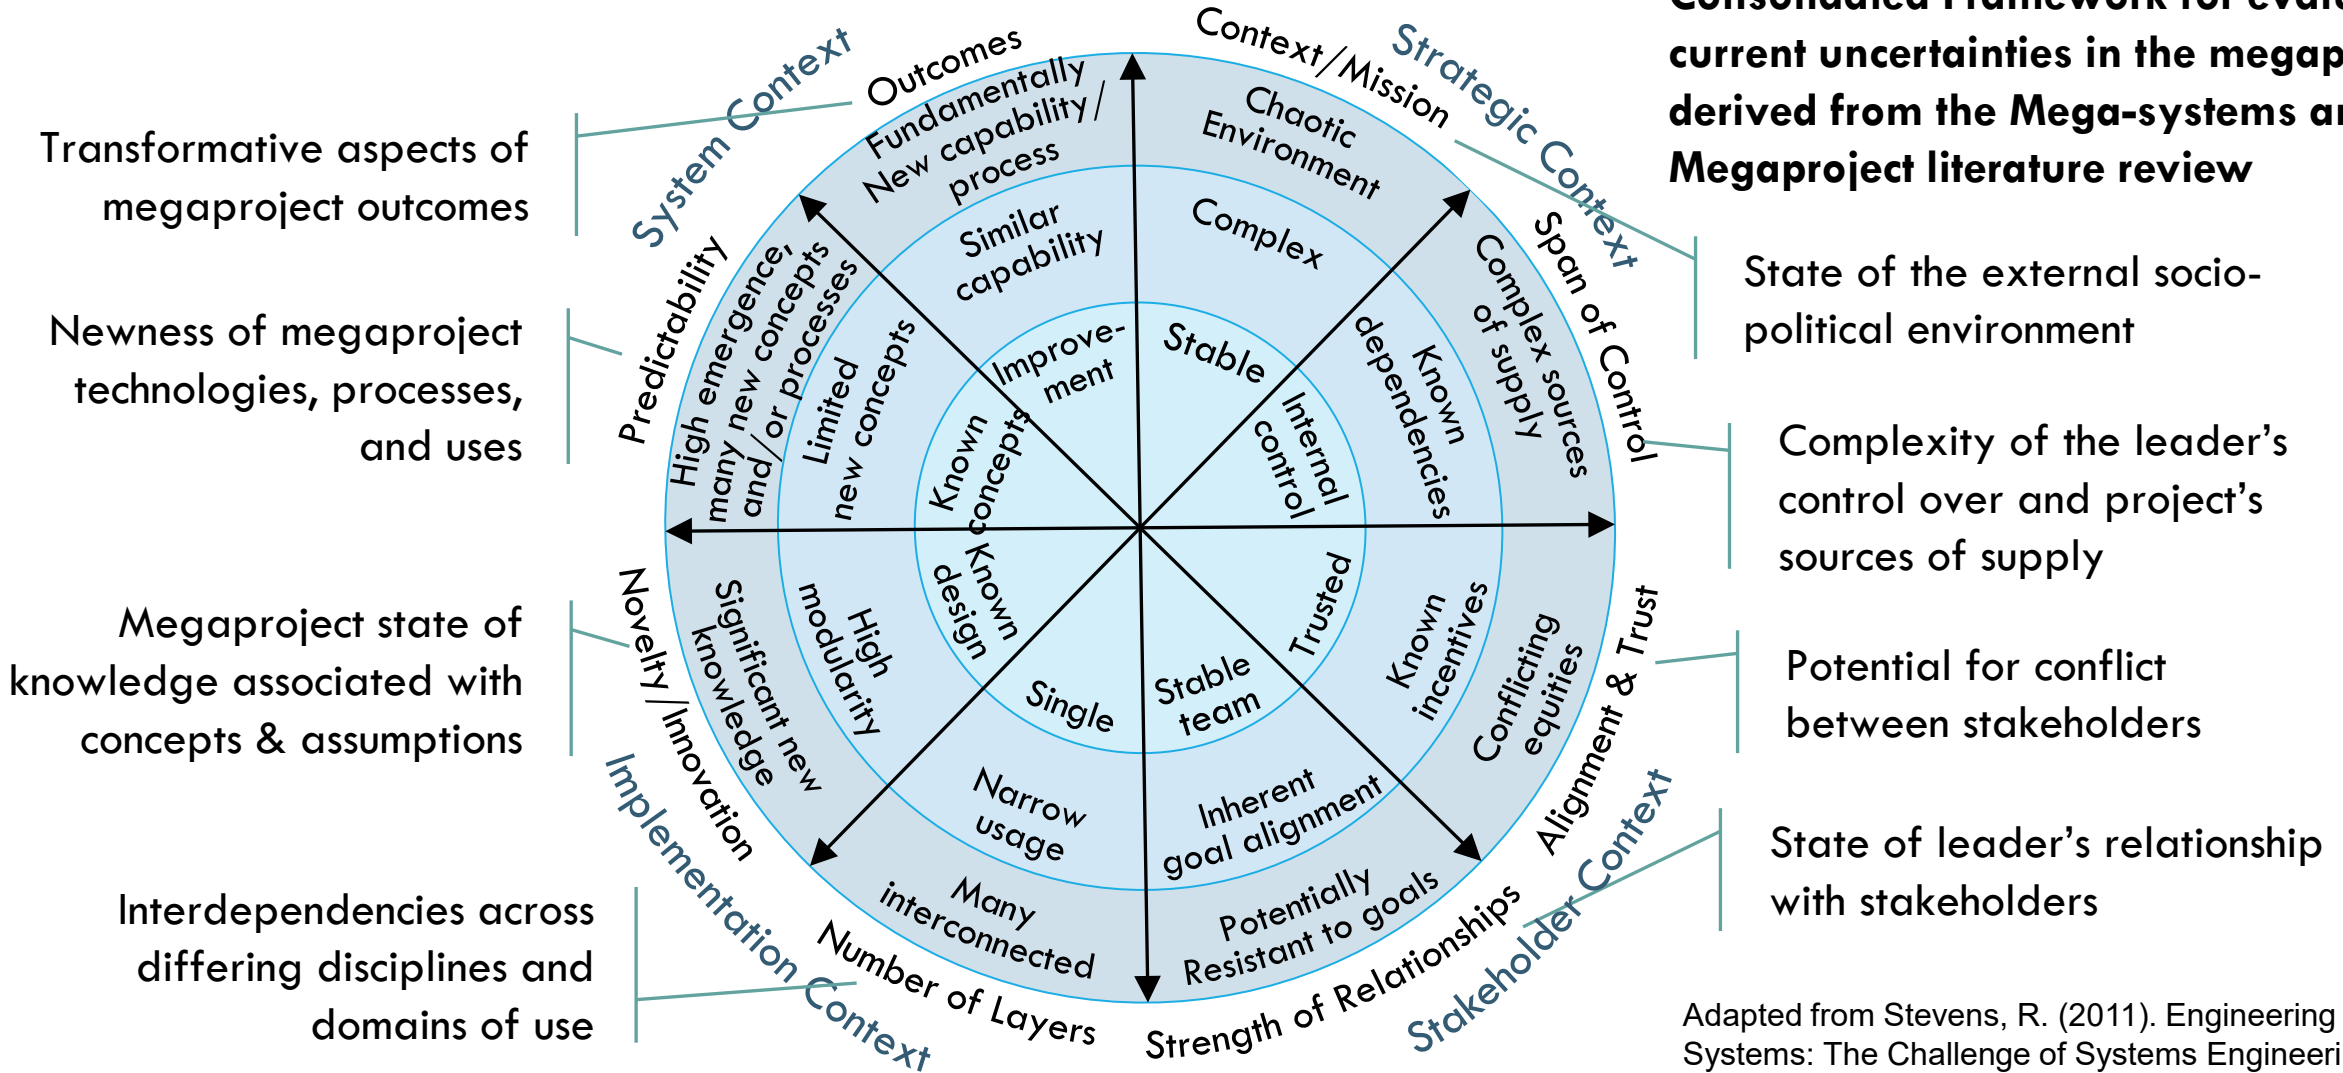 Consolidated Framework for
current uncertainties in the
derived from the Mega-systems
Megaproject literature review
System Context
Outcomes
Context/Mission
Strategic Context
Transformative aspects of
megaproject outcomes
Fundamentally
New capability/
process
Chaotic
Environment
Similar
capability
Complex
Improve-
ment
Stable
Predictability
High emergence,
many new concepts
and/or processes
Limited
new concepts
Known
concepts
Newness of megaproject
technologies, processes,
and uses
Span of Control
Complex sources
of supply
Known
dependencies
Internal
control
State of the external socio-
political environment
Complexity of the leader's
control over and project's
sources of supply
Novelty/Innovation
Significant new
knowledge
High
modularity
Known
design
Megaproject state of
knowledge associated with
concepts & assumptions
Trusted
Known
incentives
Conflicting
equities
Alignment & Trust
Potential for conflict
between stakeholders
Single
Narrow
usage
Many
interconnected
Number of Layers
Implementation Context
Interdependencies across
differing disciplines and
domains of use
Stable
team
Inherent
goal alignment
Potentially
Resistant to goals
Strength of Relationships
Stakeholder Context
State of leader's relationship
with stakeholders
Adapted from Stevens, R. (2011). Engineering
Systems: The Challenge of Systems